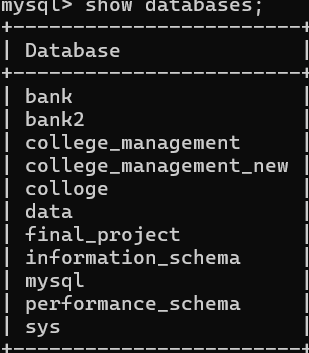 mysql> show databases;
+------------------------+
| Database               |
+------------------------+
| bank                   |
| bank2                  |
| college_management     |
| college_management_new |
| colloge                |
| data                   |
| final_project          |
| information_schema     |
| mysql                  |
| performance_schema     |
| sys                    |
+------------------------+